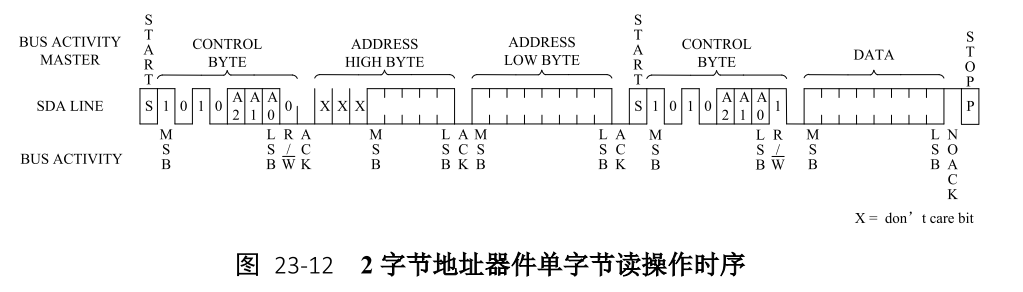 START
START
STOP
BUS ACTIVITY
MASTER
CONTROL
BYTE
ADDRESS
HIGH BYTE
ADDRESS
LOW BYTE
CONTROL
BYTE
DATA
SDA LINE
S 1 0 1 0 A2 A1 A0 0 X X X S 1 0 1 0 A2 A1 A0 1 P
BUS ACTIVITY
MSB LSB R/W̅ ACK MSB LSB ACK MSB LSB ACK MSB LSB R/W̅ MSB LSB NOACK
X = don’t care bit
图 23-12 2字节地址器件单字节读操作时序